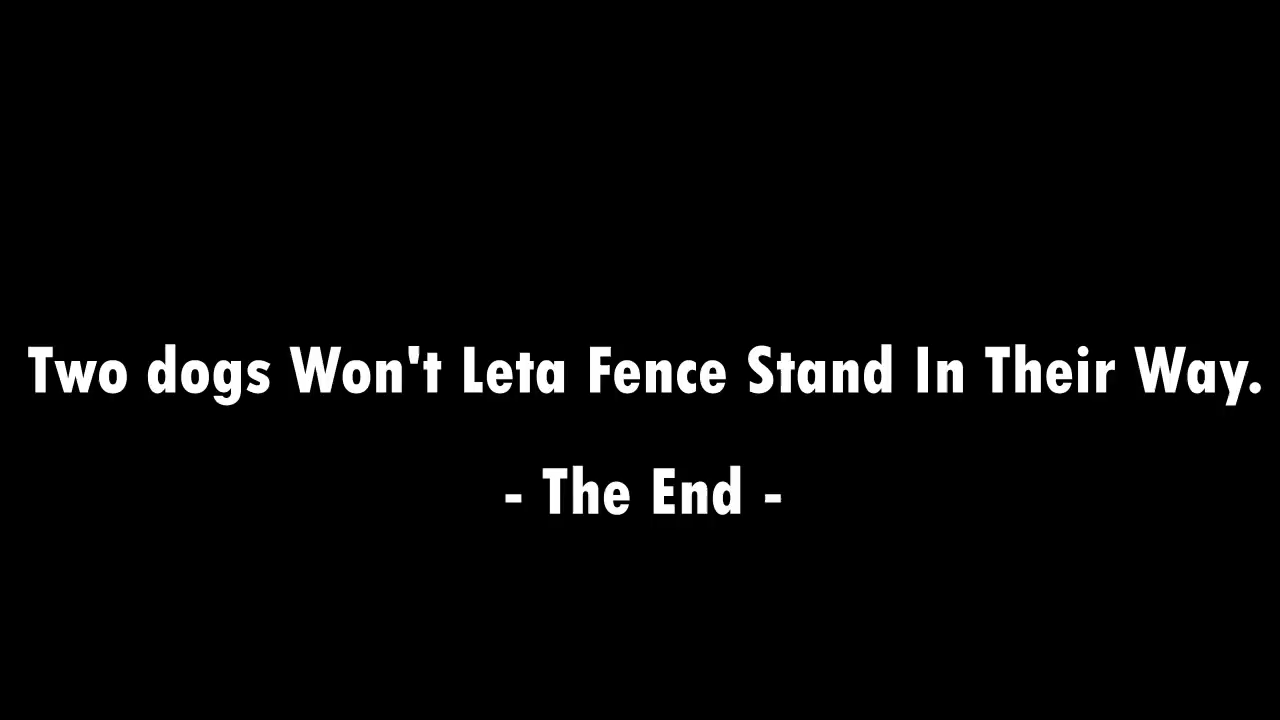 Two dogs Won't Leta Fence Stand In Their Way.
- The End -